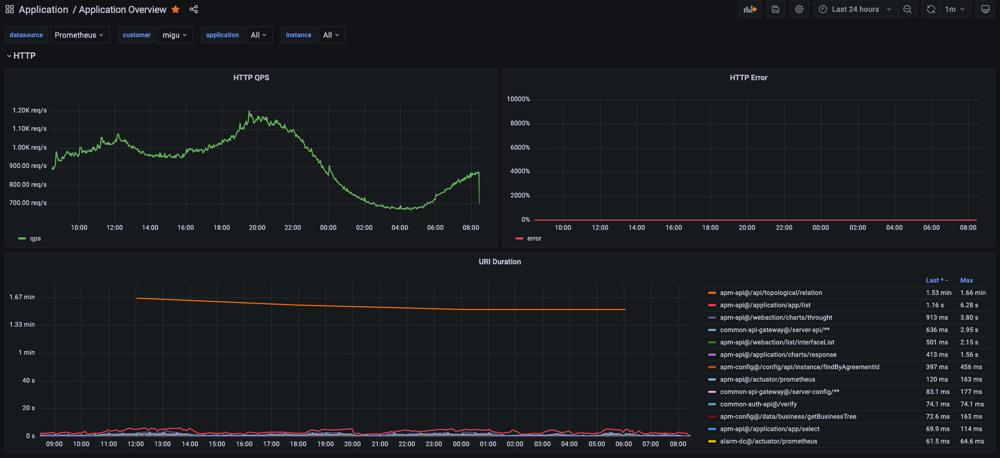 Application / Application Overview
Last 24 hours
1m
datasource Prometheus customer migu application All instance All
HTTP
HTTP QPS
1.20K req/s
1.10K req/s
1.00K req/s
900.00 req/s
800.00 req/s
700.00 req/s
10:00 12:00 14:00 16:00 18:00 20:00 22:00 00:00 02:00 04:00 06:00 08:00
qps
HTTP Error
10000%
8000%
6000%
4000%
2000%
0%
10:00 12:00 14:00 16:00 18:00 20:00 22:00 00:00 02:00 04:00 06:00 08:00
error
URI Duration
1.67 min
1.33 min
1 min
40 s
20 s
0 s
09:00 10:00 11:00 12:00 13:00 14:00 15:00 16:00 17:00 18:00 19:00 20:00 21:00 22:00 23:00 00:00 01:00 02:00 03:00 04:00 05:00 06:00 07:00 08:00
Last * Max
apm-api@/api/topological/relation 1.53 min 1.66 min
apm-api@/application/app/list 1.16 s 6.28 s
apm-api@/webaction/charts/throught 913 ms 3.80 s
common-api-gateway@/server-api/** 636 ms 2.95 s
apm-api@/webaction/list/interfaceList 501 ms 2.15 s
apm-api@/application/charts/response 413 ms 1.56 s
apm-config@/config/api/instance/findByAgreementId 397 ms 456 ms
apm-api@/actuator/prometheus 120 ms 163 ms
common-api-gateway@/server-config/** 83.1 ms 177 ms
common-auth-api@/verify 74.1 ms 74.1 ms
apm-config@/data/business/getBusinessTree 72.6 ms 163 ms
apm-api@/application/app/select 69.9 ms 114 ms
alarm-dc@/actuator/prometheus 61.5 ms 64.6 ms